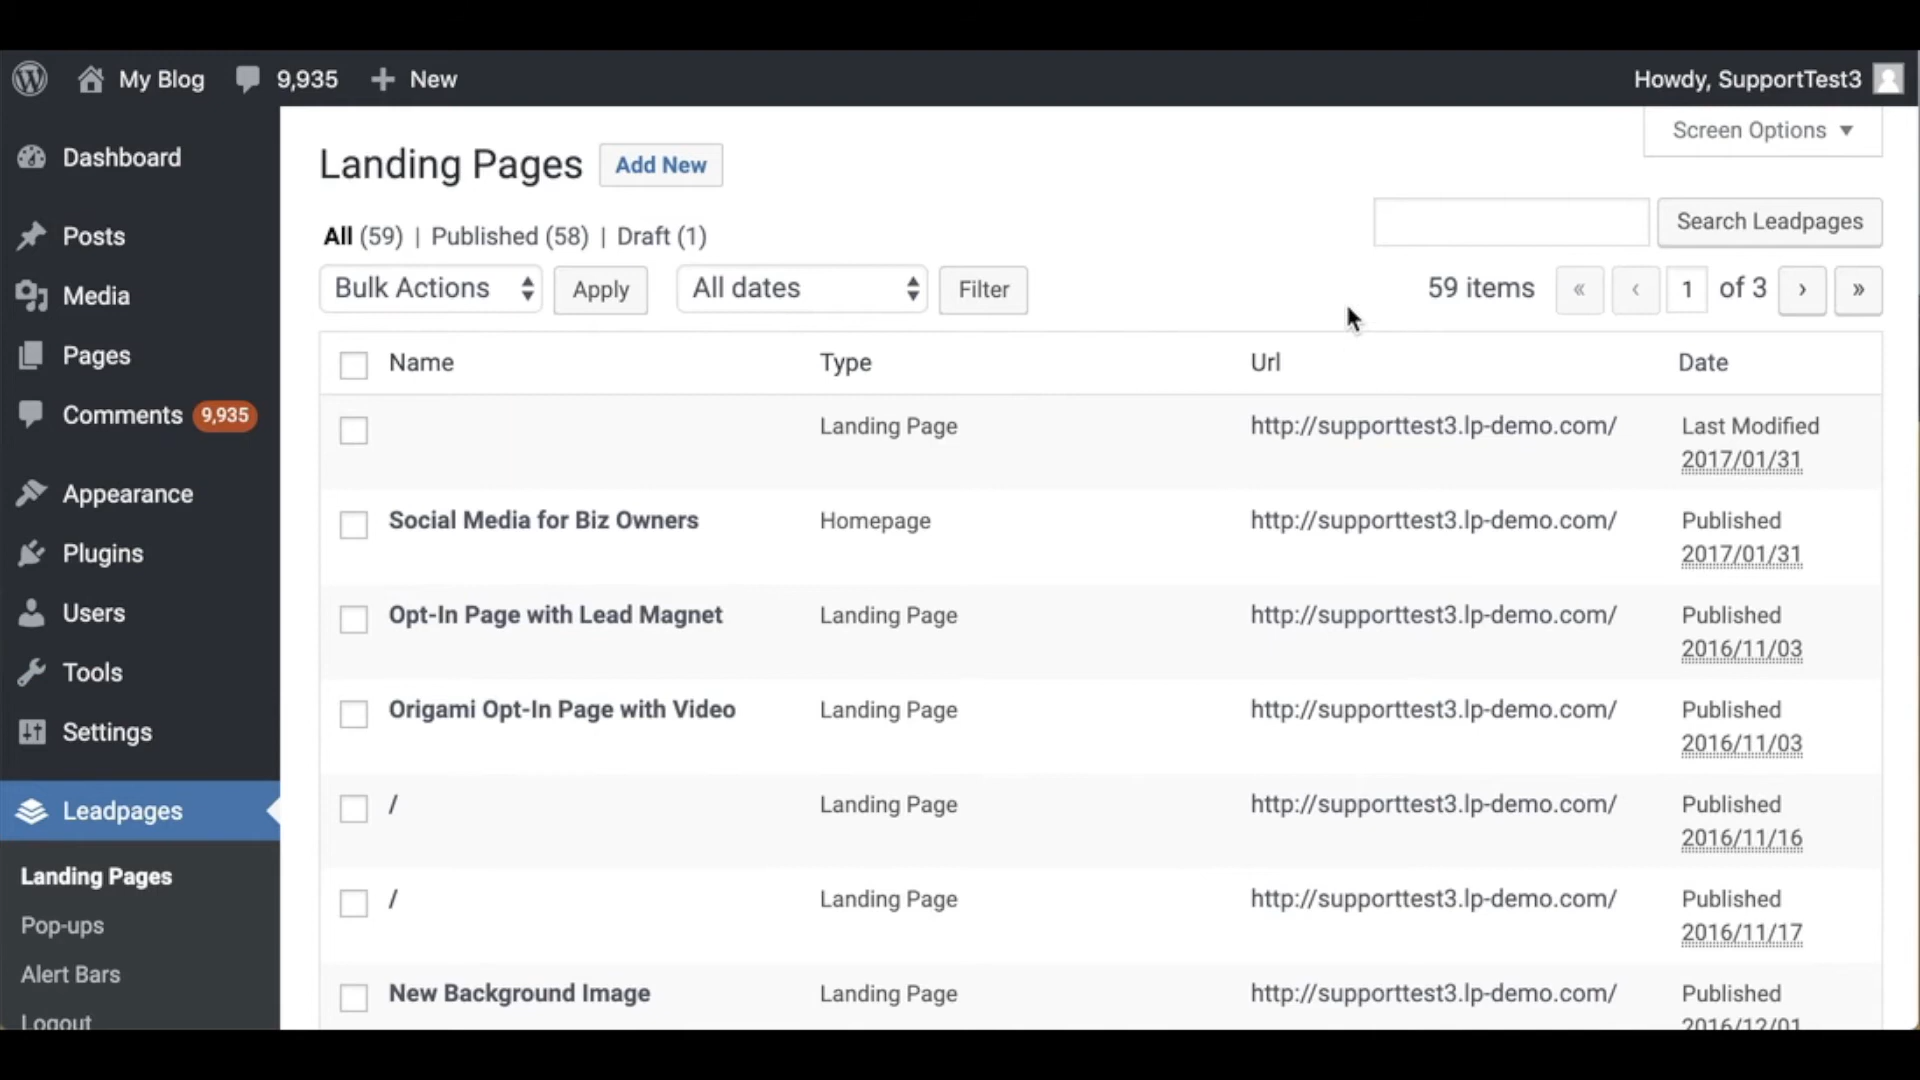 My Blog 9,935 + New Howdy, SupportTest3
Screen Options ▼
Dashboard
Posts
Media
Pages
Comments 9,935
Appearance
Plugins
Users
Tools
Settings
Leadpages
Landing Pages
Pop-ups
Alert Bars
Logout
Landing Pages Add New
All (59) | Published (58) | Draft (1)
Search Leadpages
Bulk Actions Apply All dates Filter 59 items « ‹ 1 of 3 › »
Name Type Url Date
Landing Page http://supporttest3.lp-demo.com/ Last Modified
2017/01/31
Social Media for Biz Owners Homepage http://supporttest3.lp-demo.com/ Published
2017/01/31
Opt-In Page with Lead Magnet Landing Page http://supporttest3.lp-demo.com/ Published
2016/11/03
Origami Opt-In Page with Video Landing Page http://supporttest3.lp-demo.com/ Published
2016/11/03
/ Landing Page http://supporttest3.lp-demo.com/ Published
2016/11/16
/ Landing Page http://supporttest3.lp-demo.com/ Published
2016/11/17
New Background Image Landing Page http://supporttest3.lp-demo.com/ Published
2016/12/01